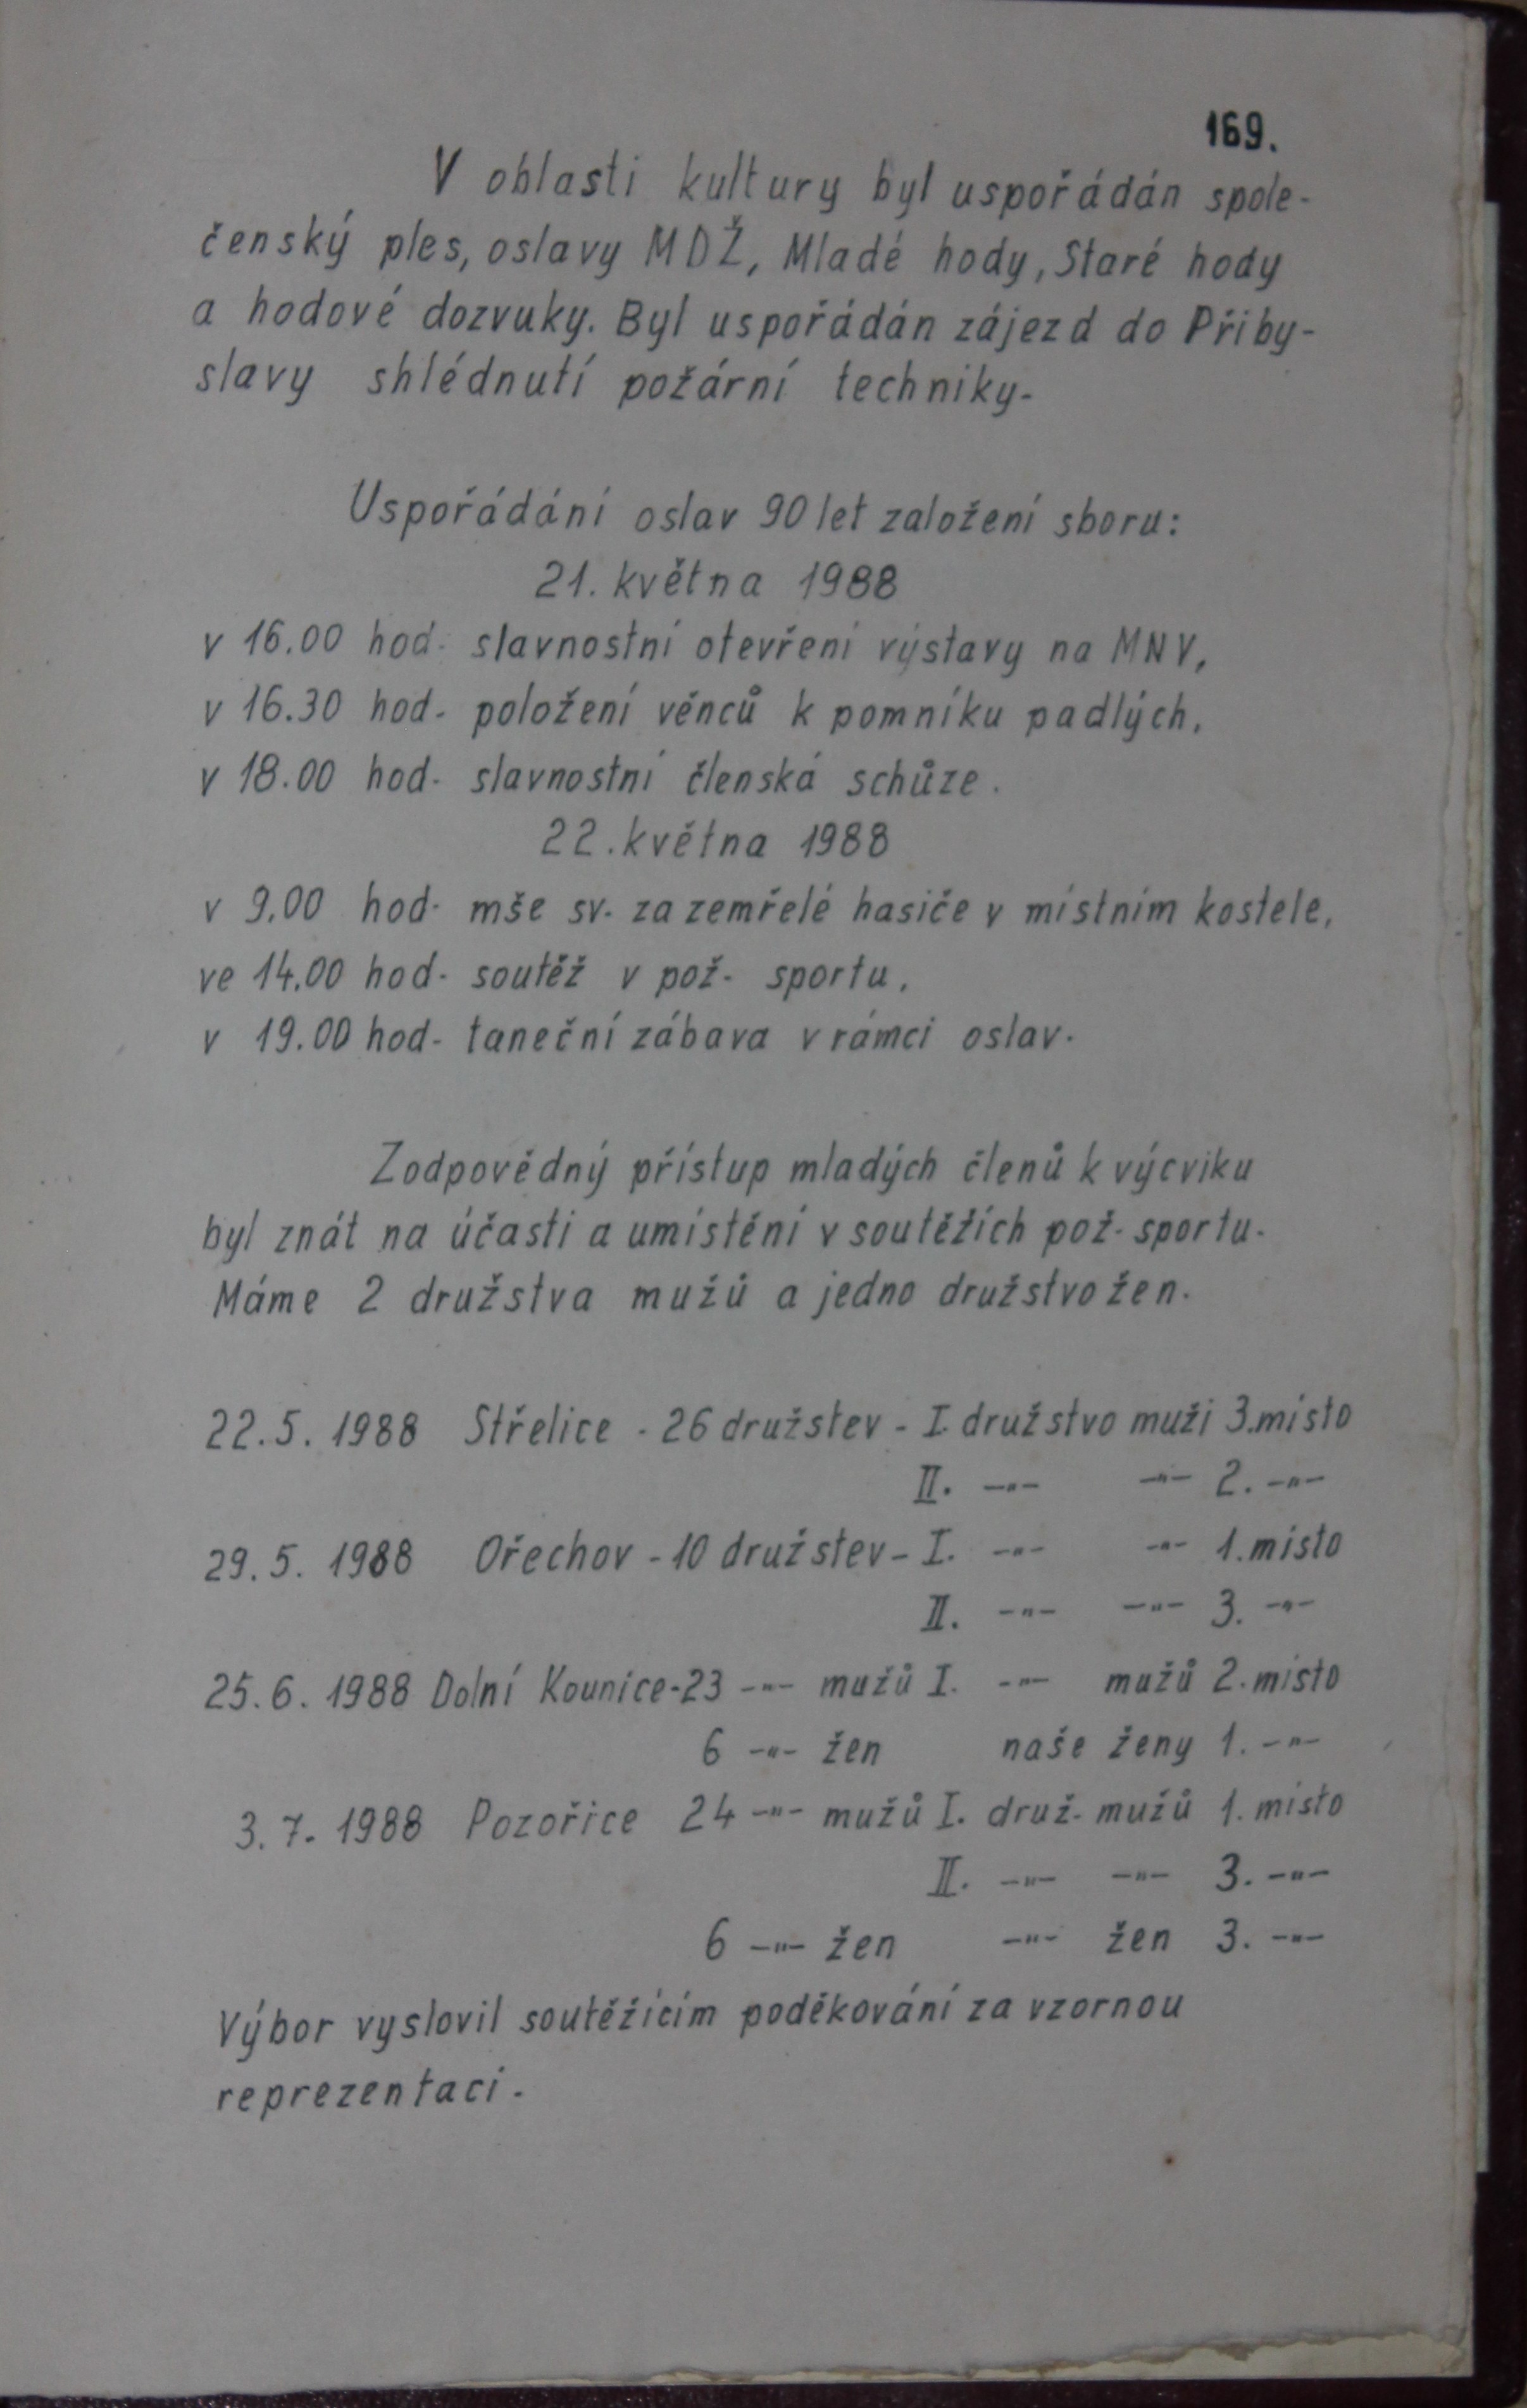 169.
V oblasti kultury byl uspořádán spole-
čenský ples, oslavy MDŽ, Mladé hody, Staré hody
a hodové dozvuky. Byl uspořádán zájezd do Přiby-
slavy shlédnutí požární techniky.
Uspořádání oslav 90 let založení sboru:
21. května 1988
v 16.00 hod. slavnostní otevření výstavy na MNV,
v 16.30 hod. položení věnců k pomníku padlých,
v 18.00 hod. slavnostní členská schůze.
22. května 1988
v 9.00 hod. mše sv. za zemřelé hasiče v místním kostele,
ve 14.00 hod. soutěž v pož. sportu,
v 19.00 hod. taneční zábava v rámci oslav.
Zodpovědný přístup mladých členů k výcviku
byl znát na účasti a umístění v soutěžích pož. sportu.
Máme 2 družstva mužů a jedno družstvo žen.
22.5. 1988 Střelice - 26 družstev - I. družstvo muži 3. místo
II. -"- -"- 2. -"-
29.5. 1988 Ořechov - 10 družstev - I. -"- -"- 1. místo
II. -"- -"- 3. -"-
25.6. 1988 Dolní Kounice - 23 -"- mužů I. -"- mužů 2. místo
6 -"- žen naše ženy 1. -"-
3.7. 1988 Pozořice 24 -"- mužů I. druž. mužů 1. místo
II. -"- -"- 3. -"-
6 -"- žen -"- žen 3. -"-
Výbor vyslovil soutěžícím poděkování za vzornou
reprezentaci.